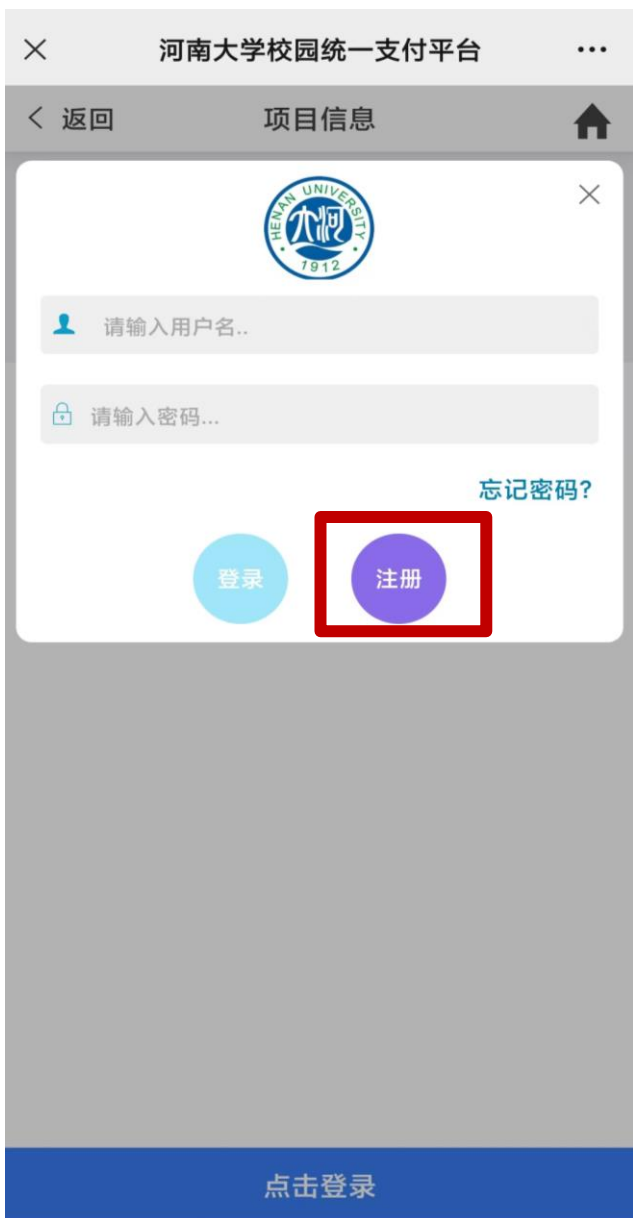 河南大学校园统一支付平台
返回 项目信息
HENAN UNIVERSITY
河大
1912
请输入用户名..
请输入密码...
忘记密码?
登录 注册
点击登录